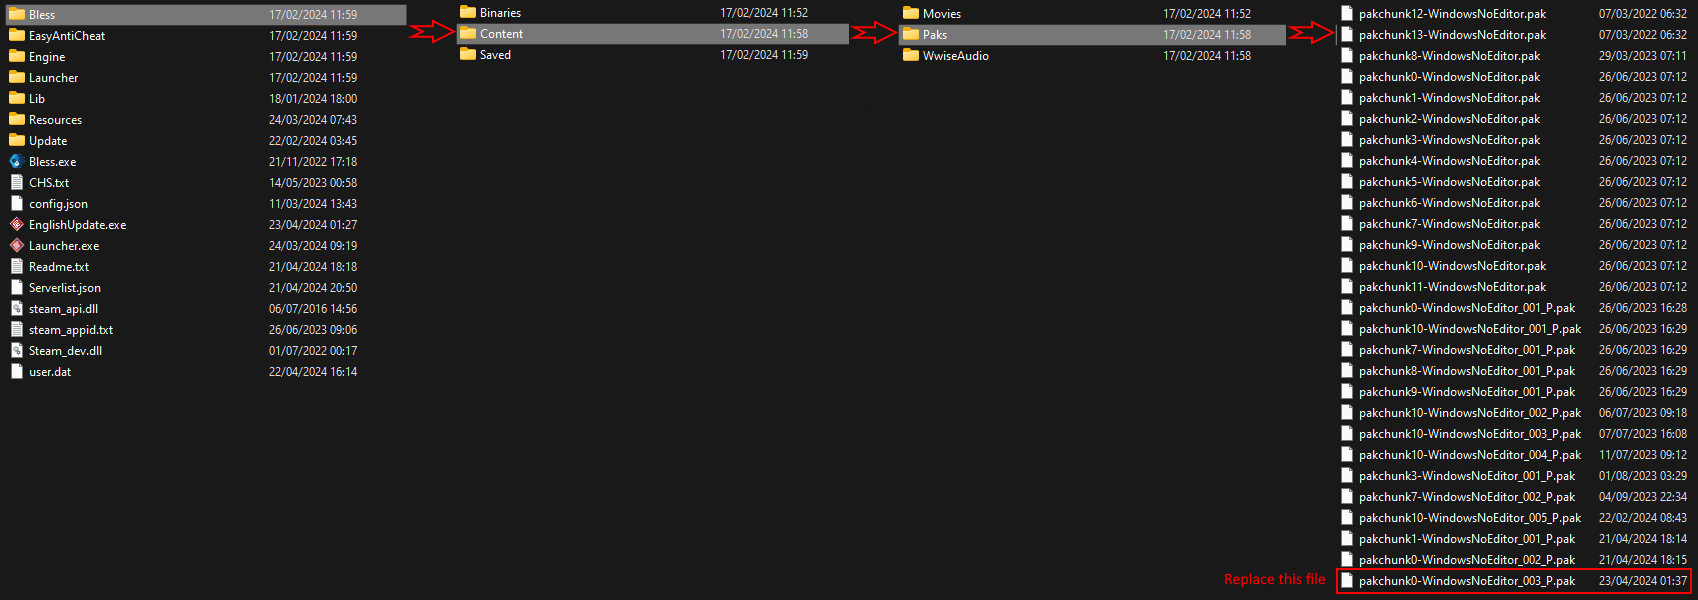 Bless 17/02/2024 11:59
EasyAntiCheat 17/02/2024 11:59
Engine 17/02/2024 11:59
Launcher 17/02/2024 11:59
Lib 18/01/2024 18:00
Resources 24/03/2024 07:43
Update 22/02/2024 03:45
Bless.exe 21/11/2022 17:18
CHS.txt 14/05/2023 00:58
config.json 11/03/2024 13:43
EnglishUpdate.exe 23/04/2024 01:27
Launcher.exe 24/03/2024 09:19
Readme.txt 21/04/2024 18:18
Serverlist.json 21/04/2024 20:50
steam_api.dll 06/07/2016 14:56
steam_appid.txt 26/06/2023 09:06
Steam_dev.dll 01/07/2022 00:17
user.dat 22/04/2024 16:14
Binaries 17/02/2024 11:52
Content 17/02/2024 11:58
Saved 17/02/2024 11:59
Movies 17/02/2024 11:52
Paks 17/02/2024 11:58
WwiseAudio 17/02/2024 11:58
pakchunk12-WindowsNoEditor.pak 07/03/2022 06:32
pakchunk13-WindowsNoEditor.pak 07/03/2022 06:32
pakchunk8-WindowsNoEditor.pak 29/03/2023 07:11
pakchunk0-WindowsNoEditor.pak 26/06/2023 07:12
pakchunk1-WindowsNoEditor.pak 26/06/2023 07:12
pakchunk2-WindowsNoEditor.pak 26/06/2023 07:12
pakchunk3-WindowsNoEditor.pak 26/06/2023 07:12
pakchunk4-WindowsNoEditor.pak 26/06/2023 07:12
pakchunk5-WindowsNoEditor.pak 26/06/2023 07:12
pakchunk6-WindowsNoEditor.pak 26/06/2023 07:12
pakchunk7-WindowsNoEditor.pak 26/06/2023 07:12
pakchunk9-WindowsNoEditor.pak 26/06/2023 07:12
pakchunk10-WindowsNoEditor.pak 26/06/2023 07:12
pakchunk11-WindowsNoEditor.pak 26/06/2023 07:12
pakchunk0-WindowsNoEditor_001_P.pak 26/06/2023 16:28
pakchunk10-WindowsNoEditor_001_P.pak 26/06/2023 16:29
pakchunk7-WindowsNoEditor_001_P.pak 26/06/2023 16:29
pakchunk8-WindowsNoEditor_001_P.pak 26/06/2023 16:29
pakchunk9-WindowsNoEditor_001_P.pak 26/06/2023 16:29
pakchunk10-WindowsNoEditor_002_P.pak 06/07/2023 09:18
pakchunk10-WindowsNoEditor_003_P.pak 07/07/2023 16:08
pakchunk10-WindowsNoEditor_004_P.pak 11/07/2023 09:12
pakchunk3-WindowsNoEditor_001_P.pak 01/08/2023 03:29
pakchunk7-WindowsNoEditor_002_P.pak 04/09/2023 22:34
pakchunk10-WindowsNoEditor_005_P.pak 22/02/2024 08:43
pakchunk1-WindowsNoEditor_001_P.pak 21/04/2024 18:14
pakchunk0-WindowsNoEditor_002_P.pak 21/04/2024 18:15
Replace this file pakchunk0-WindowsNoEditor_003_P.pak 23/04/2024 01:37